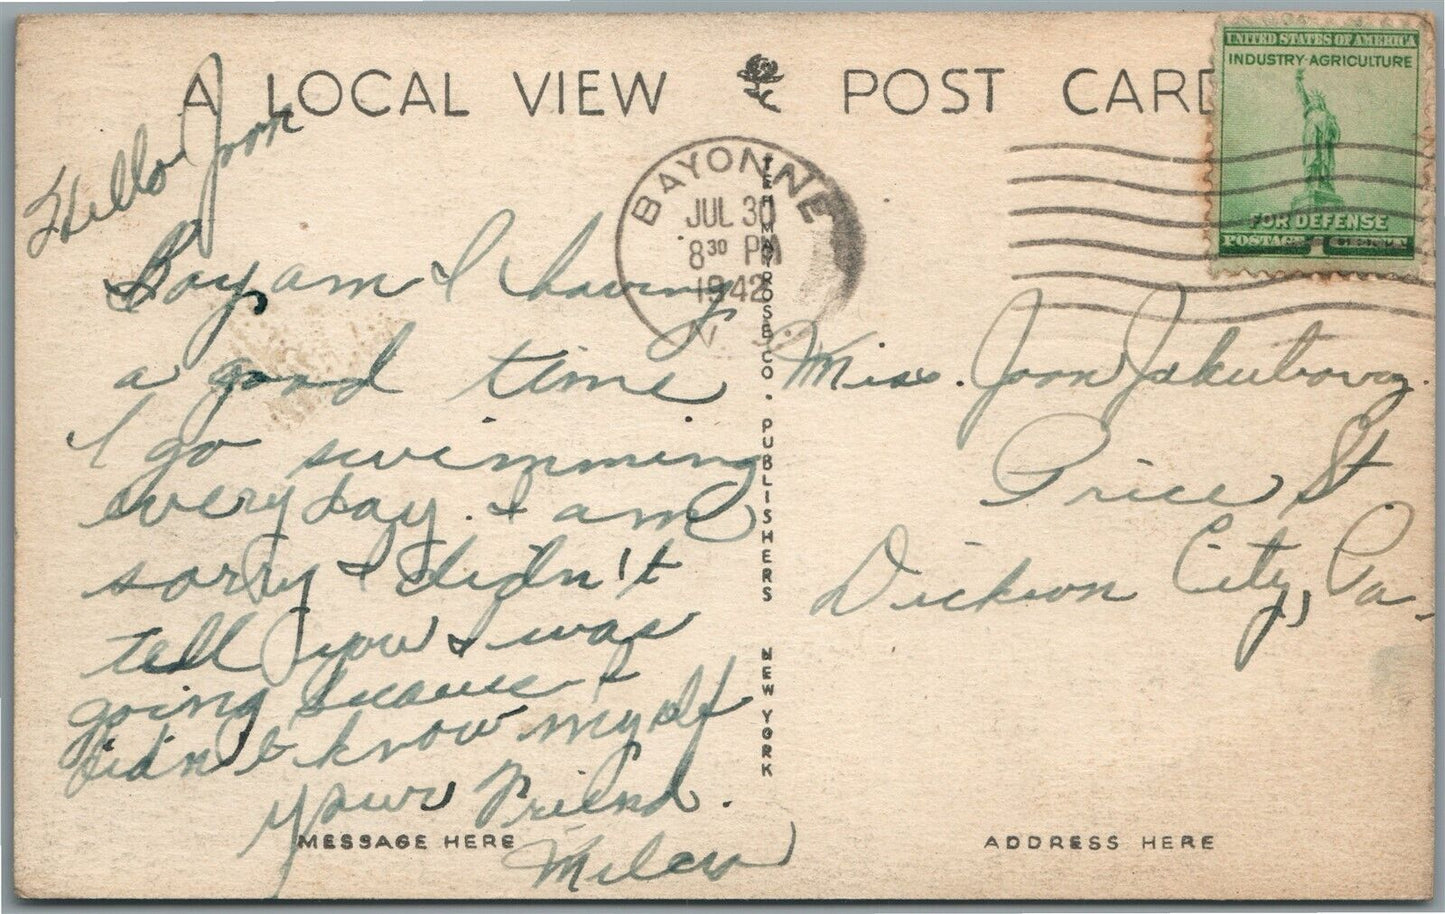 A LOCAL VIEW POST CARD
UNITED STATES OF AMERICA
INDUSTRY·AGRICULTURE
FOR DEFENSE
POSTAGE 1
BAYONNE
JUL 30
8 30 PM
1942
N. J.
Hello Joan
Boy am I having
a good time
I go swimming
every day. I am
sorry I didn't
tell you I was
going because I
didn't know myself
Your Friend.
MESSAGE HERE
PUBLISHERS NEW YORK
Miss. Joan
Price St.
Dickson City, Pa.
ADDRESS HERE